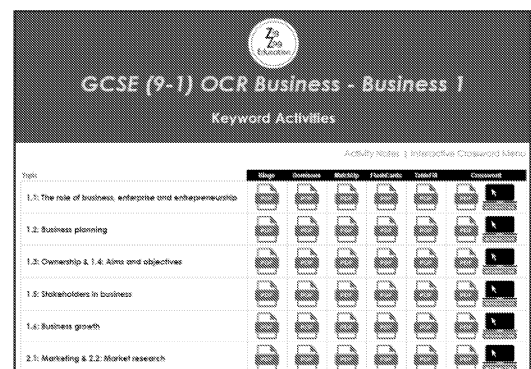 Zig
Zag
Education
GCSE (9-1) OCR Business - Business 1
Keyword Activities
Activity Notes | Interactive Crossword Menu
Topic Bingo Dominoes MatchUp FlashCards TableFill Crossword
1.1: The role of business, enterprise and entrepreneurship
1.2: Business planning
1.3: Ownership & 1.4: Aims and objectives
1.5: Stakeholders in business
1.6: Business growth
2.1: Marketing & 2.2: Market research